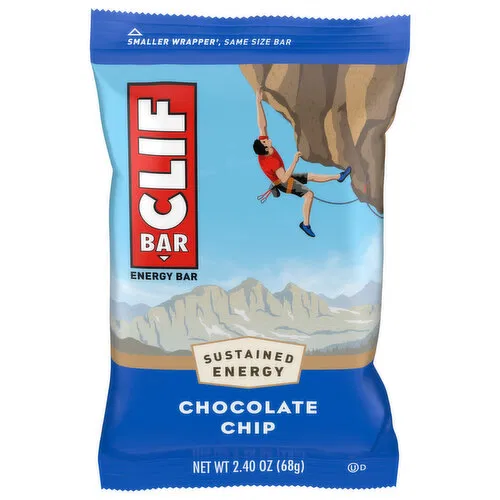 SMALLER WRAPPER†, SAME SIZE BAR
CLIF
BAR
ENERGY BAR
SUSTAINED
ENERGY
CHOCOLATE
CHIP
NET WT 2.40 OZ (68g)
U D